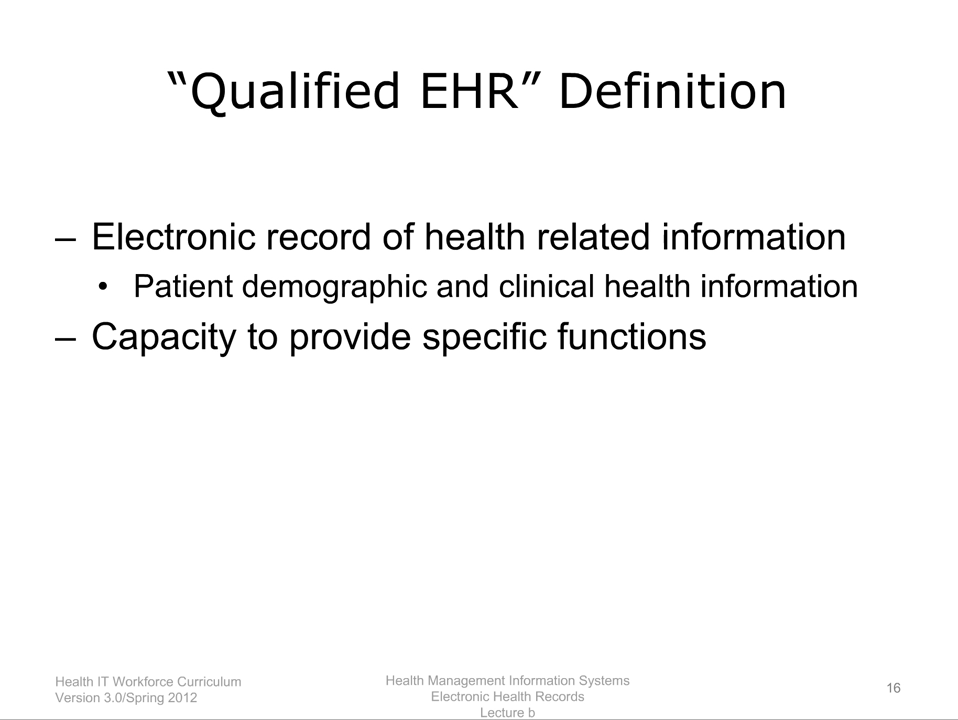 “Qualified EHR” Definition
– Electronic record of health related information
• Patient demographic and clinical health information
– Capacity to provide specific functions
Health IT Workforce Curriculum
Version 3.0/Spring 2012
Health Management Information Systems
Electronic Health Records
Lecture b
16